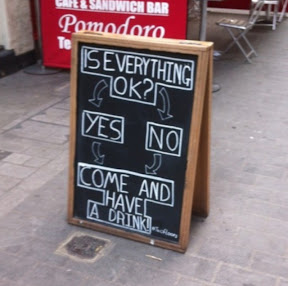 CAFE & SANDWICH BAR
Pomodoro
IS EVERYTHING
OK?
YES NO
COME AND
HAVE
A DRINK!